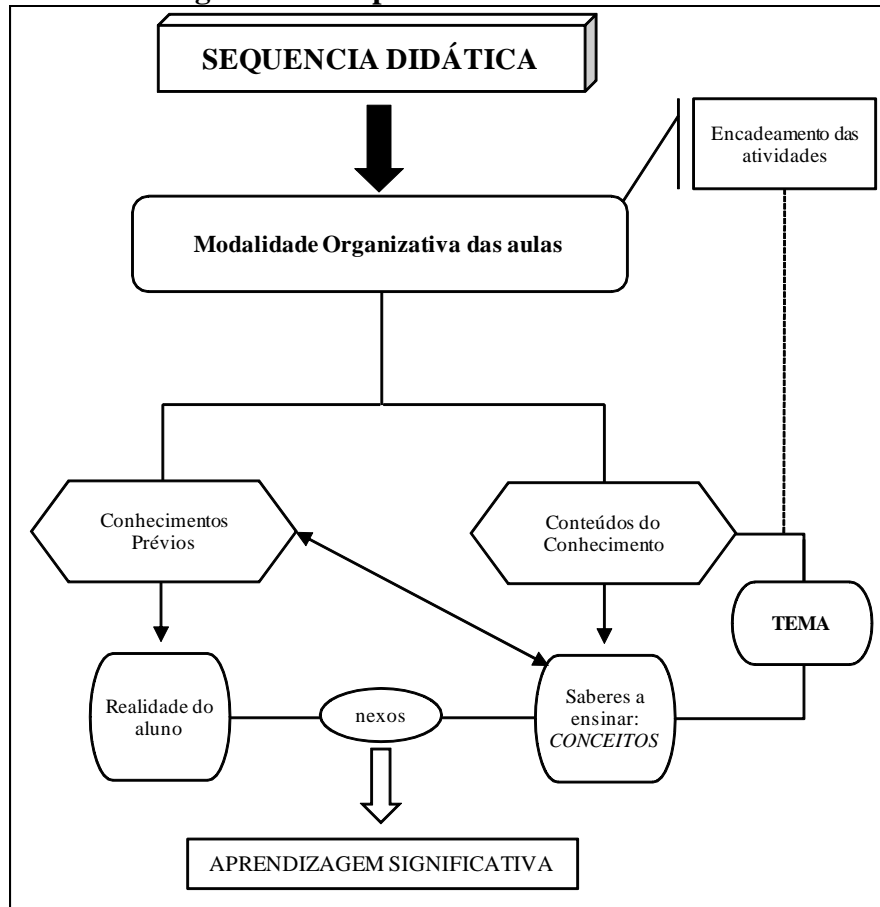 SEQUENCIA DIDÁTICA
Encadeamento das
atividades
Modalidade Organizativa das aulas
Conhecimentos
Prévios
Conteúdos do
Conhecimento
TEMA
Realidade do
aluno
nexos
Saberes a
ensinar:
CONCEITOS
APRENDIZAGEM SIGNIFICATIVA